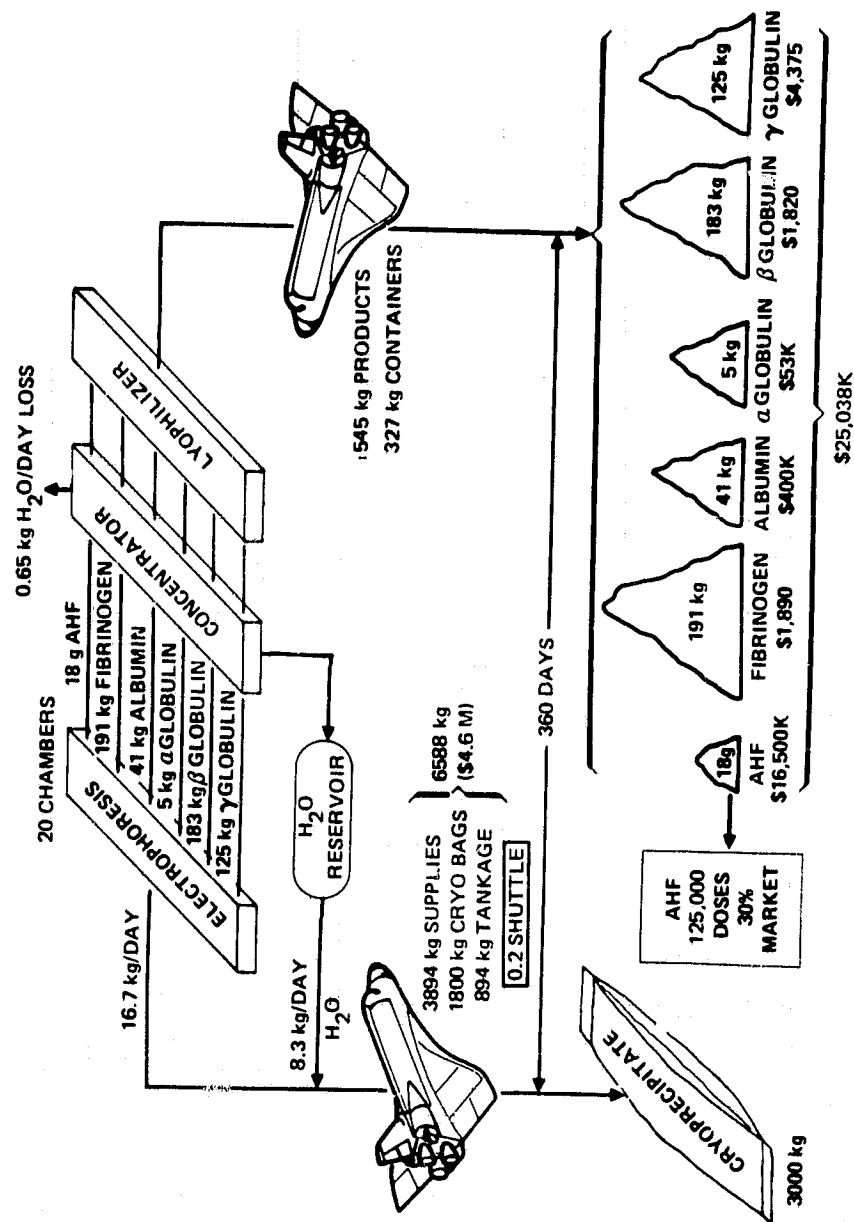 0.65 kg H2O/DAY LOSS
20 CHAMBERS
ELECTROPHORESIS
CONCENTRATOR
LYOPHILIZER
18 g AHF
191 kg FIBRINOGEN
41 kg ALBUMIN
5 kg αGLOBULIN
183 kg β GLOBULIN
125 kg γGLOBULIN
16.7 kg/DAY
8.3 kg/DAY
H2O
H2O
RESERVOIR
545 kg PRODUCTS
327 kg CONTAINERS
3894 kg SUPPLIES
1800 kg CRYO BAGS
894 kg TANKAGE
6588 kg
($4.6 M)
0.2 SHUTTLE
360 DAYS
CRYOPRECIPITATE
3000 kg
AHF
125,000
DOSES
30%
MARKET
18g
AHF
$16,500K
191 kg
FIBRINOGEN
$1,890
41 kg
ALBUMIN
$400K
5 kg
α GLOBULIN
$53K
183 kg
β GLOBULIN
$1,820
125 kg
γ GLOBULIN
$4,375
$25,038K